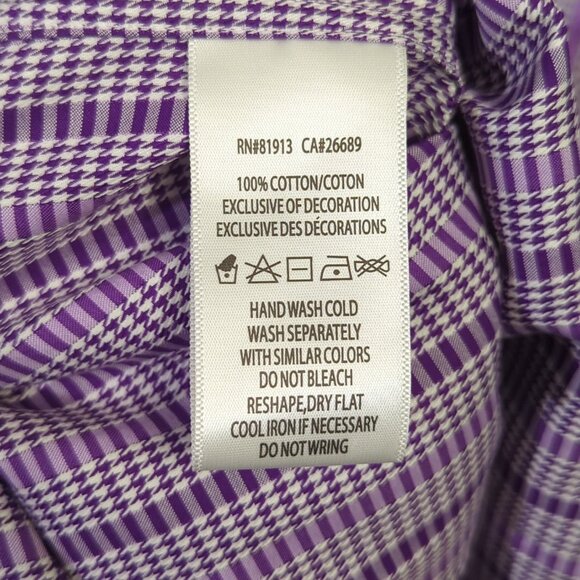 RN#81913 CA#26689
100% COTTON/COTON
EXCLUSIVE OF DECORATION
EXCLUSIVE DES DÉCORATIONS
HAND WASH COLD
WASH SEPARATELY
WITH SIMILAR COLORS
DO NOT BLEACH
RESHAPE,DRY FLAT
COOL IRON IF NECESSARY
DO NOT WRING